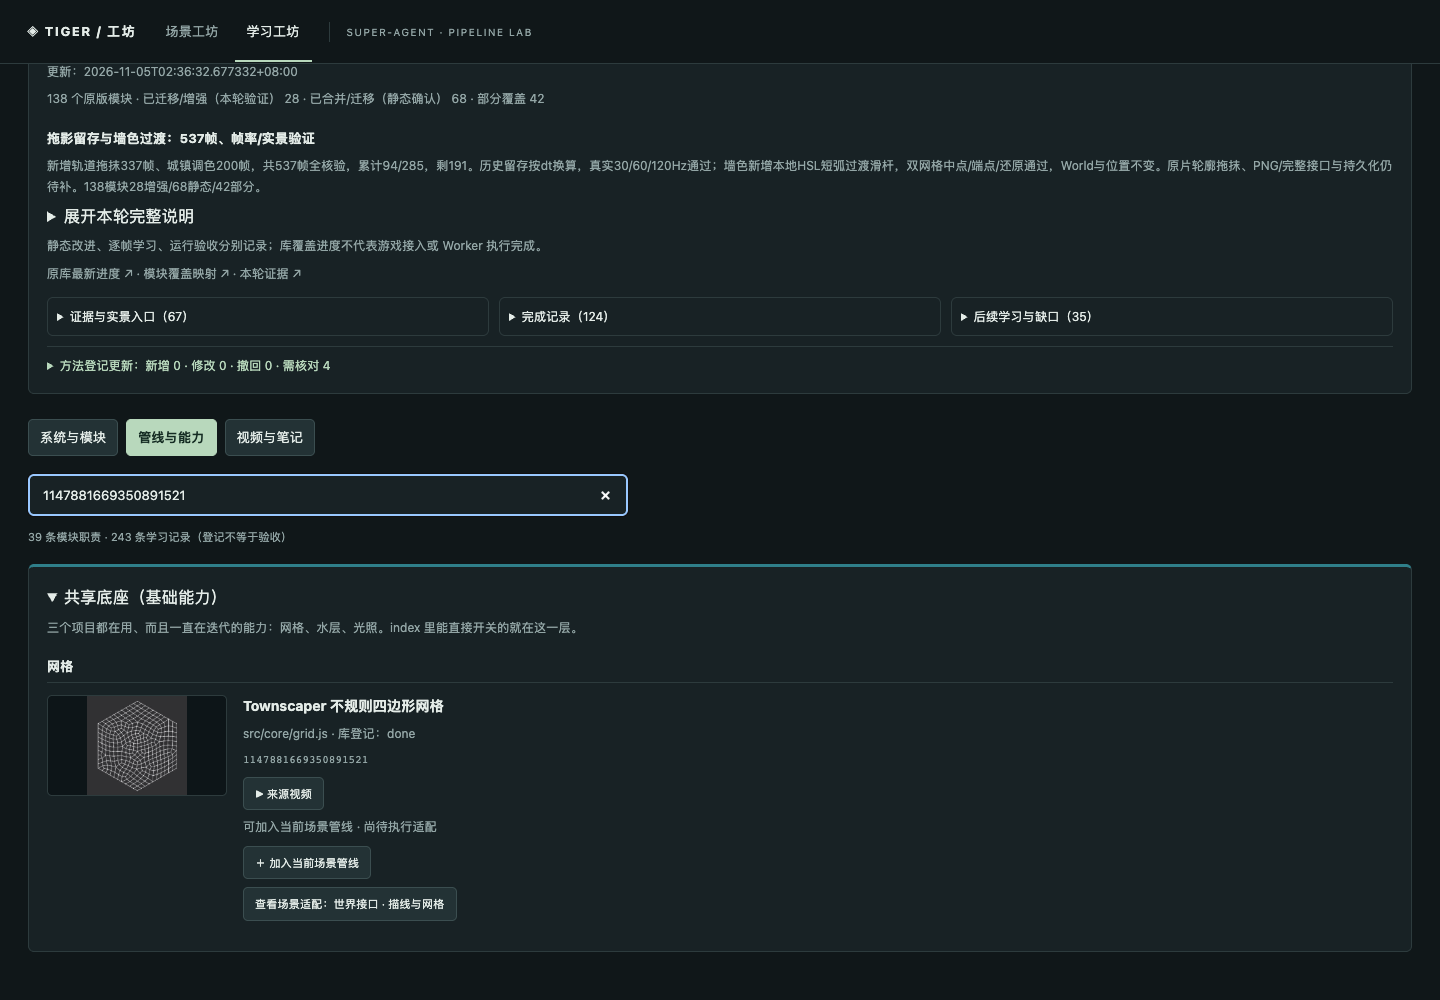 ◈ TIGER / 工坊
场景工坊
学习工坊
SUPER-AGENT · PIPELINE LAB
更新：2026-11-05T02:36:32.677332+08:00
138 个原版模块 · 已迁移/增强（本轮验证） 28 · 已合并/迁移（静态确认） 68 · 部分覆盖 42
拖影留存与墙色过渡：537帧、帧率/实景验证
新增轨道拖抹337帧、城镇调色200帧，共537帧全核验，累计94/285，剩191。历史留存按dt换算，真实30/60/120Hz通过；墙色新增本地HSL短弧过渡滑杆，双网格中点/端点/还原通过，World与位置不变。原片轮廓拖抹、PNG/完整接口与持久化仍
待补。138模块28增强/68静态/42部分。
▶ 展开本轮完整说明
静态改进、逐帧学习、运行验收分别记录；库覆盖进度不代表游戏接入或 Worker 执行完成。
原库最新进度 ↗ · 模块覆盖映射 ↗ · 本轮证据 ↗
▶ 证据与实景入口（67）
▶ 完成记录（124）
▶ 后续学习与缺口（35）
▶ 方法登记更新：新增 0 · 修改 0 · 撤回 0 · 需核对 4
系统与模块
管线与能力
视频与笔记
1147881669350891521
39 条模块职责 · 243 条学习记录（登记不等于验收）
▼ 共享底座（基础能力）
三个项目都在用、而且一直在迭代的能力：网格、水层、光照。index 里能直接开关的就在这一层。
网格
Townscaper 不规则四边形网格
src/core/grid.js · 库登记：done
1147881669350891521
▶ 来源视频
可加入当前场景管线 · 尚待执行适配
＋ 加入当前场景管线
查看场景适配：世界接口 · 描线与网格